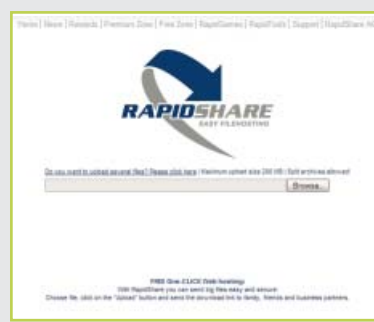 Home | News | Rewards | Premium Zone | Free Zone | RapidGames | RapidTools | Support | RapidShare AG
RAPIDSHARE
EASY FILEHOSTING
Do you want to upload several files? Please click here / Maximum upload size 200 MB / Split archives allowed!
Browse...
FREE One-CLICK Web hosting:
With RapidShare you can send big files easy and secure:
Choose file, click on the "Upload" button and send the download link to family, friends and business partners.